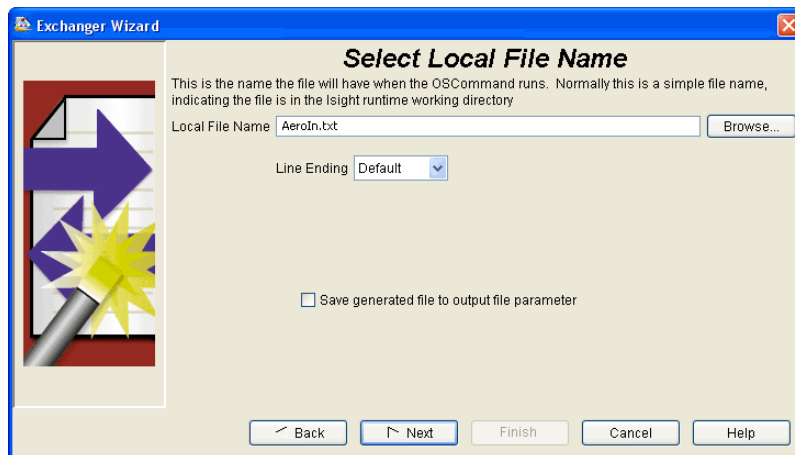 Exchanger Wizard
Select Local File Name
This is the name the file will have when the OSCommand runs. Normally this is a simple file name,
indicating the file is in the Isight runtime working directory
Local File Name AeroIn.txt Browse...
Line Ending Default
Save generated file to output file parameter
Back Next Finish Cancel Help